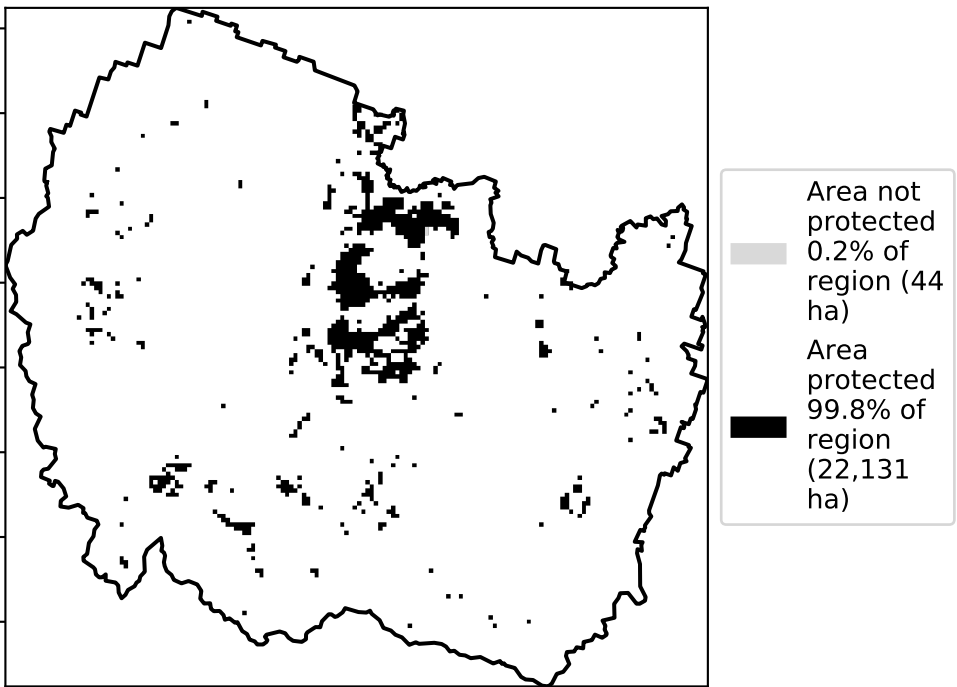 Area not
protected
0.2% of
region (44
ha)
Area
protected
99.8% of
region
(22,131
ha)